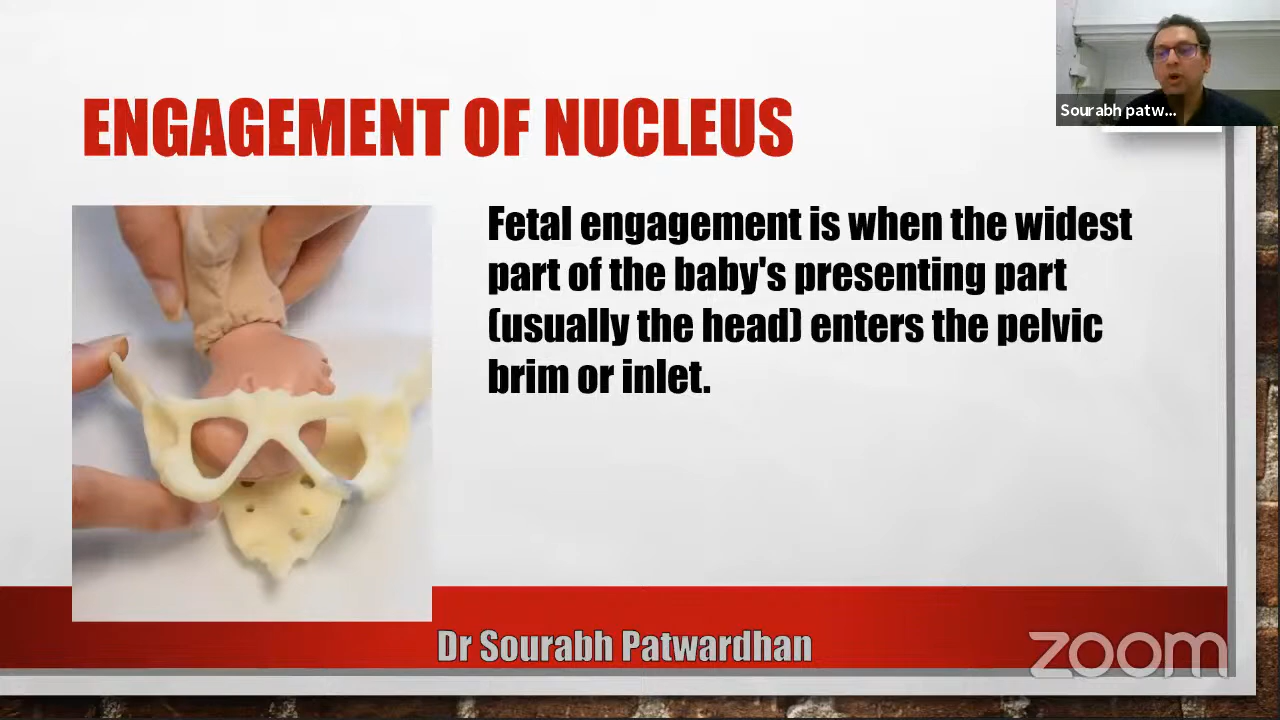 Sourabh patw...
ENGAGEMENT OF NUCLEUS
Fetal engagement is when the widest
part of the baby's presenting part
(usually the head) enters the pelvic
brim or inlet.
Dr Sourabh Patwardhan
zoom